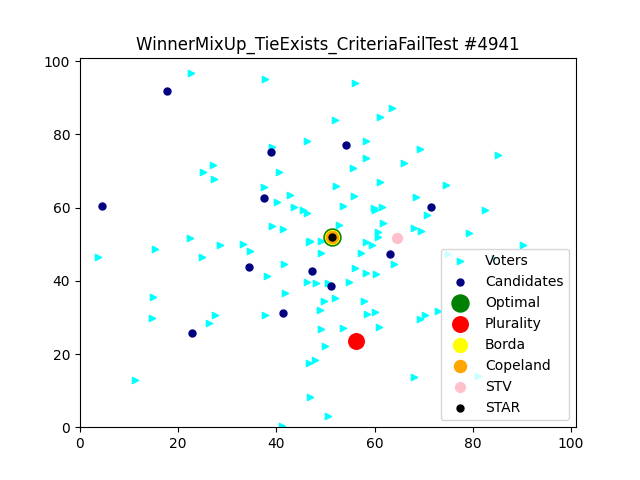 WinnerMixUp_TieExists_CriteriaFailTest #4941
100
80
60
40
20
0
0
20
40
60
80
100
Voters
Candidates
Optimal
Plurality
Borda
Copeland
STV
STAR